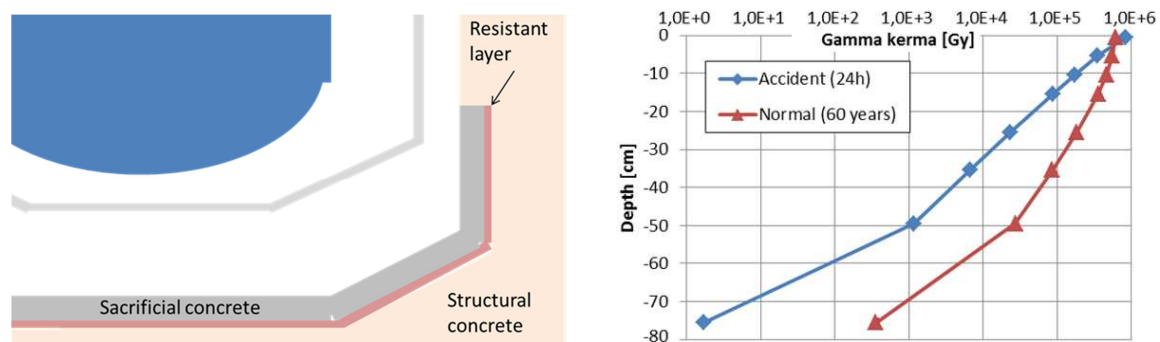 Resistant
layer
Sacrificial concrete
Structural
concrete
1,0E+0 1,0E+1 1,0E+2 1,0E+3 1,0E+4 1,0E+5 1,0E+6
Gamma kerma [Gy]
0
-10
-20
-30
-40
-50
-60
-70
-80
Depth [cm]
Accident (24h)
Normal (60 years)